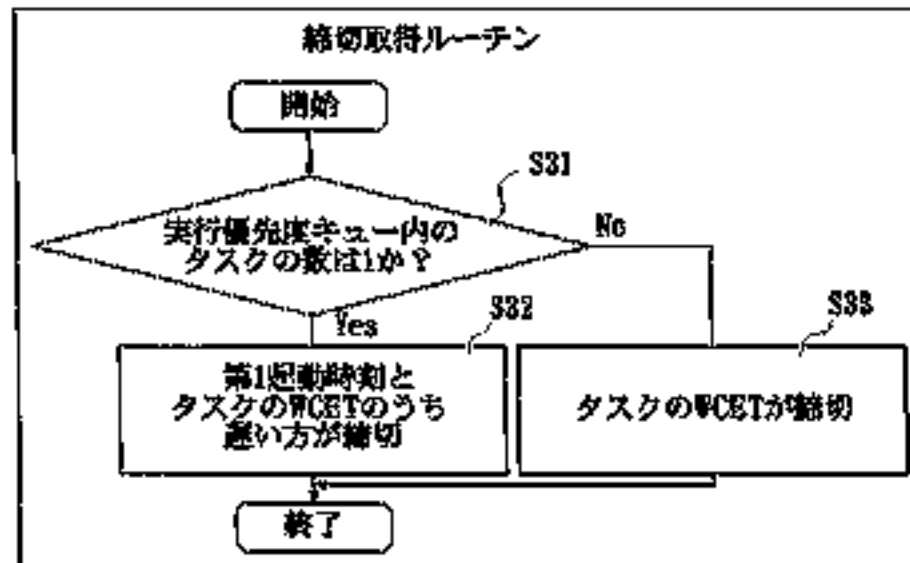 締切取得ルーチン
開始
S31
実行優先度キュー内の
タスクの数は1か？
No
Yes
S32
第1起動時刻と
タスクのWCETのうち
遅い方が締切
S33
タスクのWCETが締切
終了